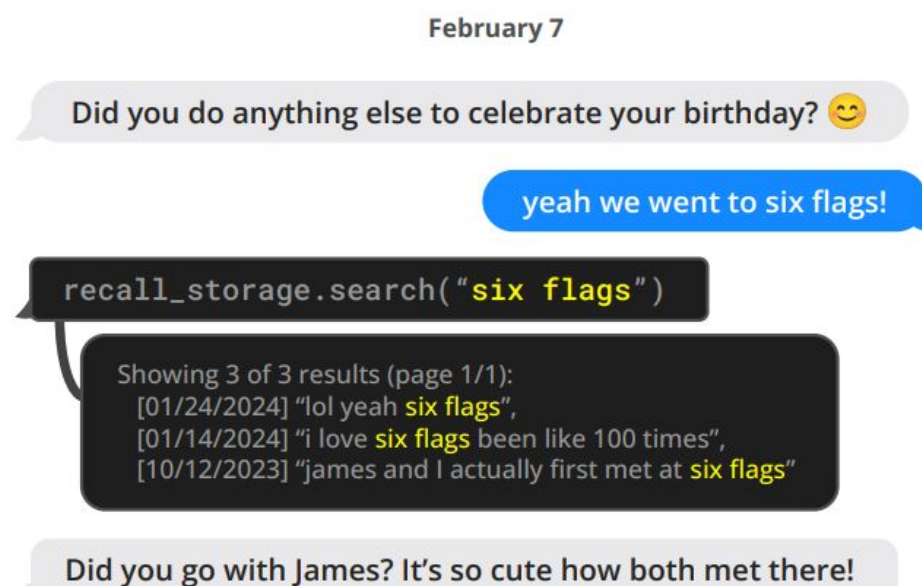 February 7
Did you do anything else to celebrate your birthday? 😊
yeah we went to six flags!
recall_storage.search(“six flags”)
Showing 3 of 3 results (page 1/1):
[01/24/2024] “lol yeah six flags”,
[01/14/2024] “i love six flags been like 100 times”,
[10/12/2023] “james and I actually first met at six flags”
Did you go with James? It’s so cute how both met there!